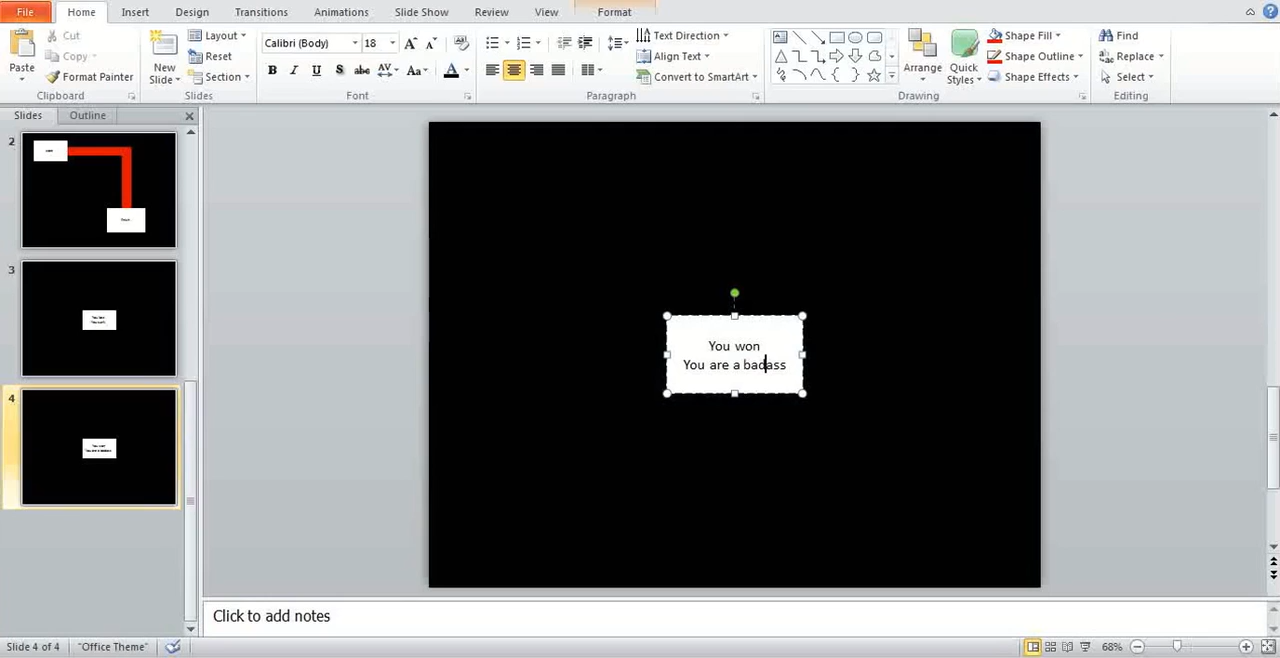 File Home Insert Design Transitions Animations Slide Show Review View Format
Paste
Cut
Copy
Format Painter
Clipboard
New Slide
Layout
Reset
Section
Slides
Calibri (Body) 18
Font
Text Direction
Align Text
Convert to SmartArt
Paragraph
Arrange
Quick Styles
Shape Fill
Shape Outline
Shape Effects
Drawing
Find
Replace
Select
Editing
Slides Outline
2
3
4
You won
You are a badass
Click to add notes
Slide 4 of 4 "Office Theme" 68%